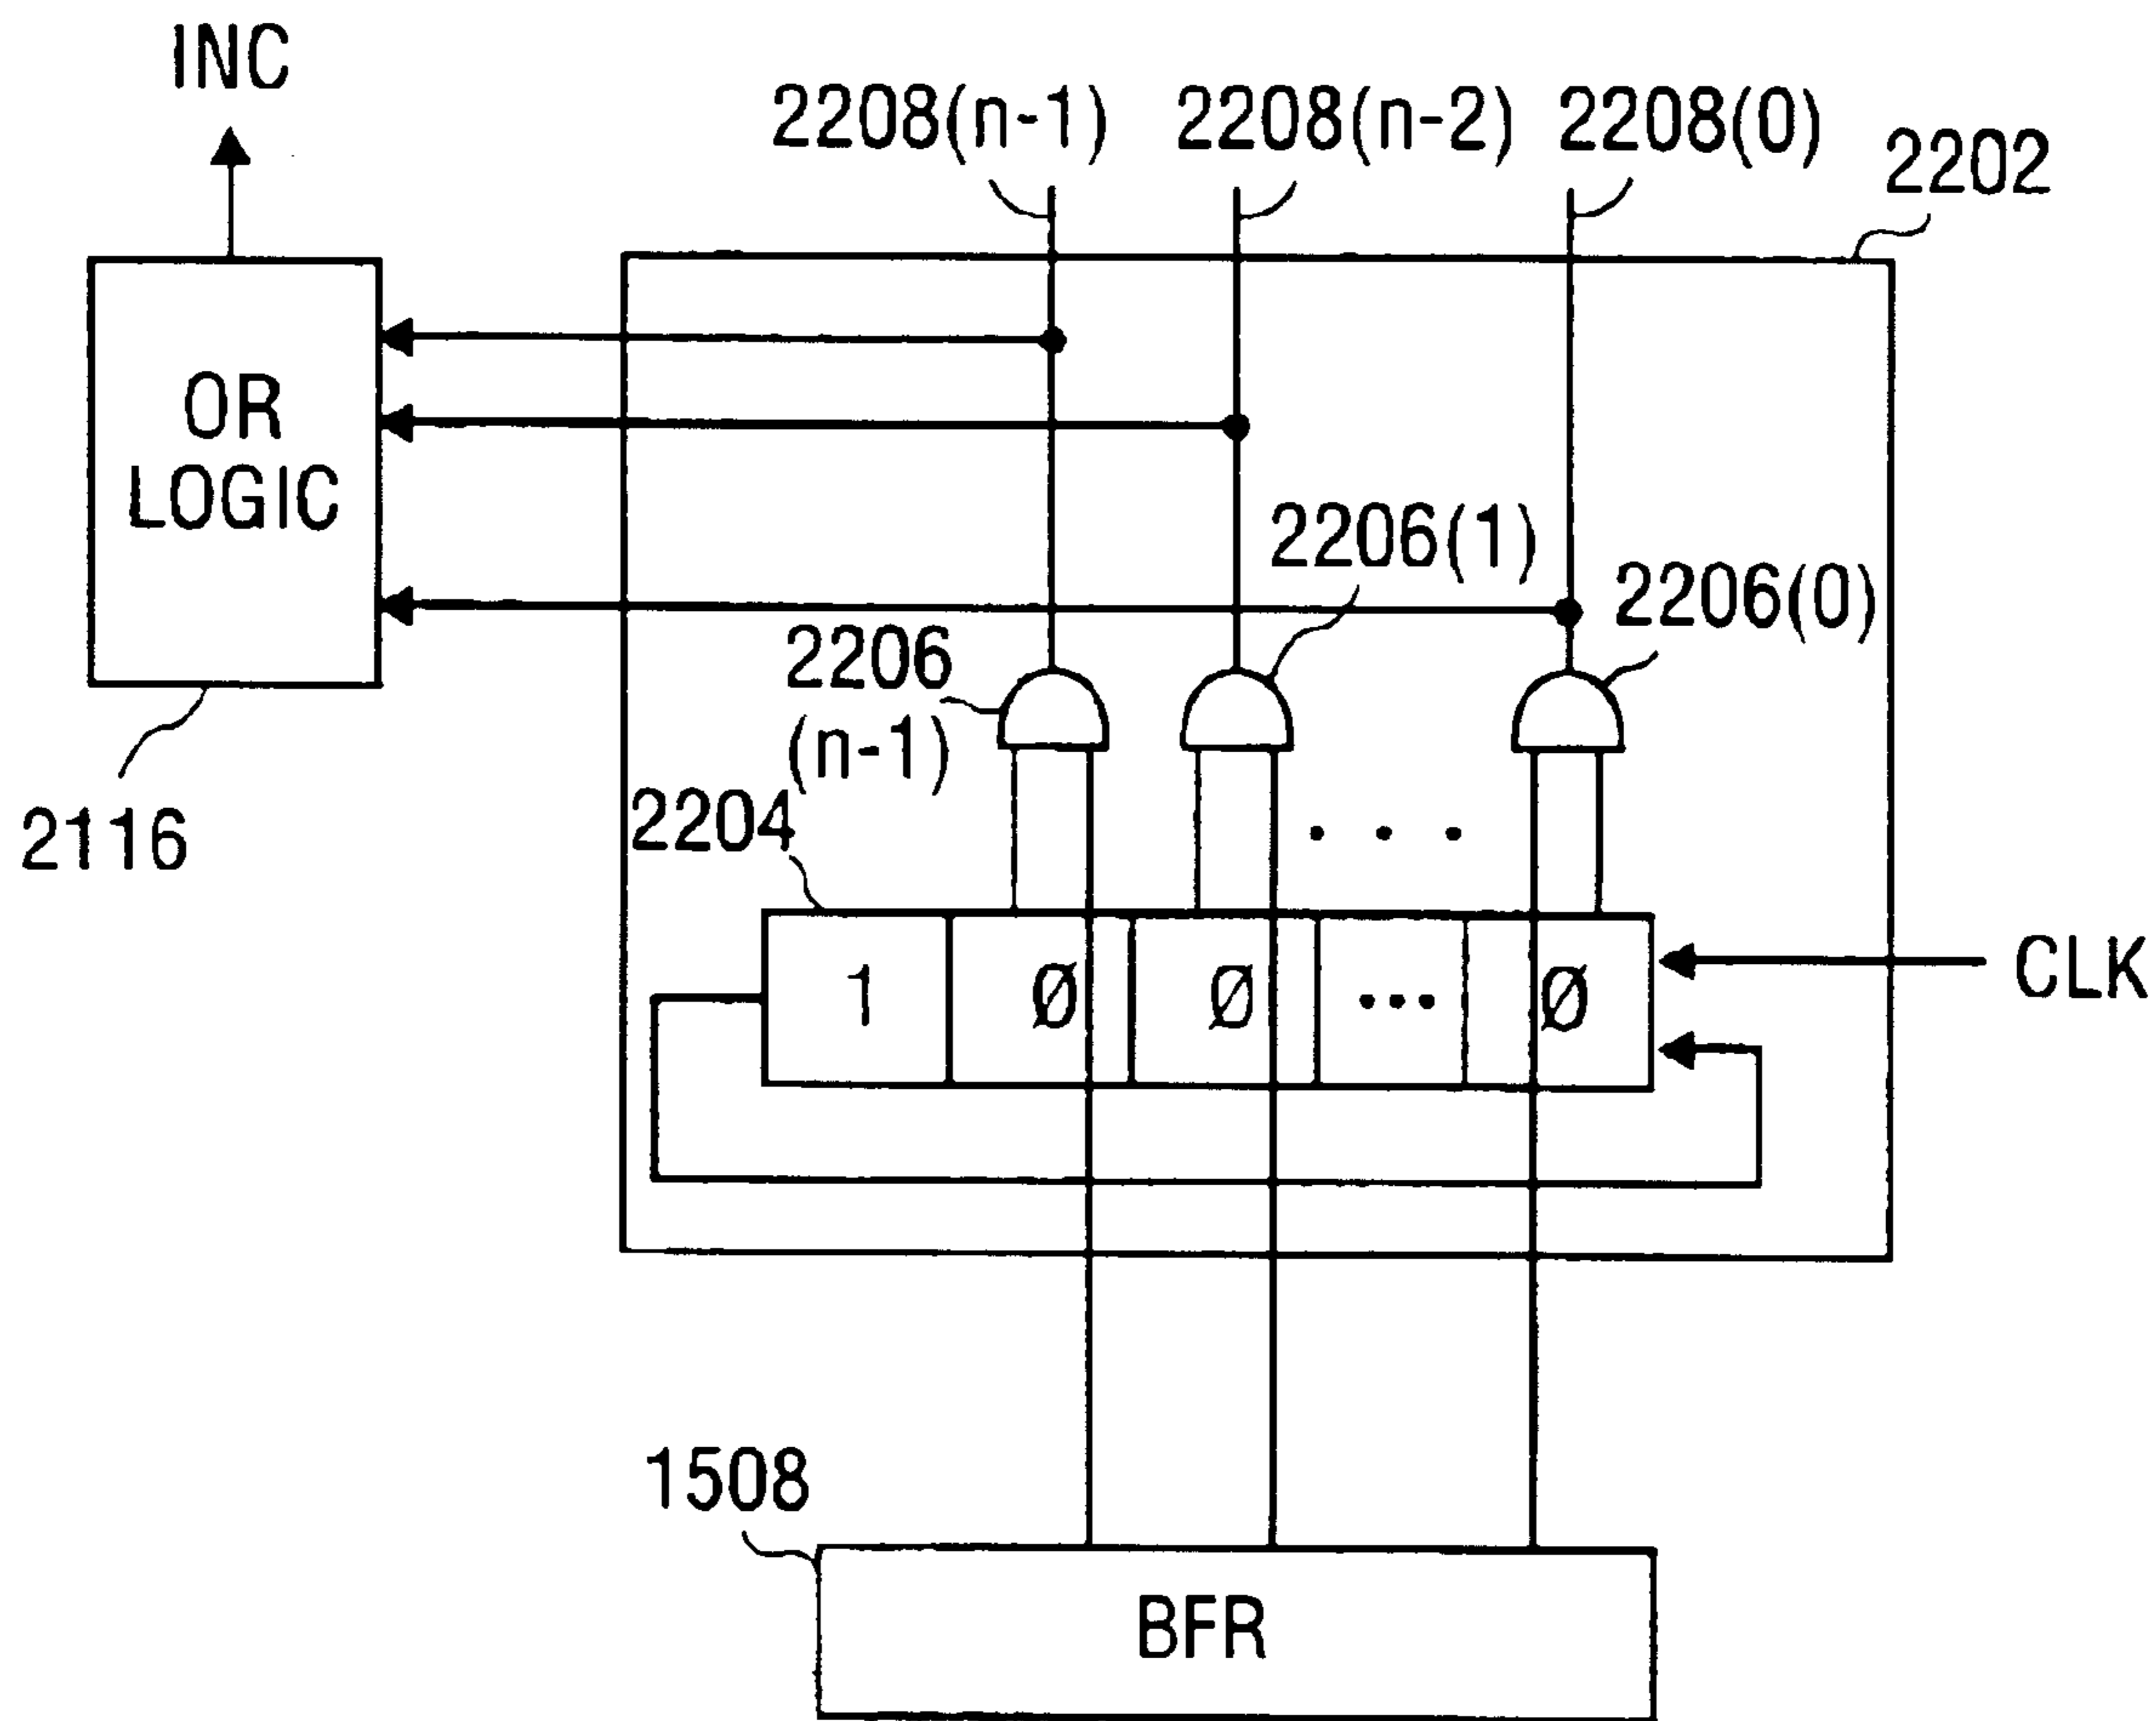 INC
2208(n-1) 2208(n-2) 2208(0)
2202
OR
LOGIC
2206(1)
2206(0)
2206
(n-1)
2116
2204
. . .
1 Ø Ø ... Ø
CLK
1508
BFR